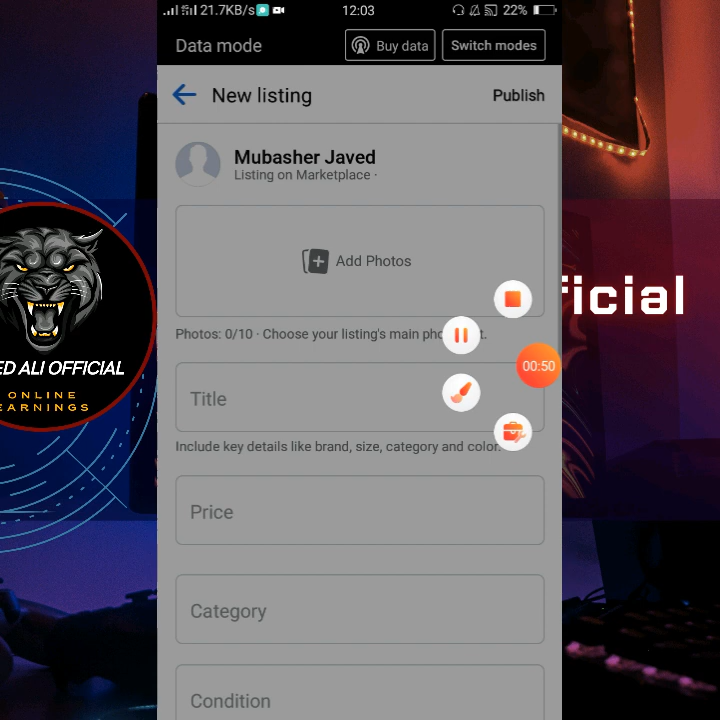 21.7KB/s 12:03 22%
Data mode Buy data Switch modes
New listing Publish
Mubasher Javed
Listing on Marketplace ·
Add Photos
Photos: 0/10 · Choose your listing's main
00:50
Title
Include key details like brand, size, category and color.
Price
Category
Condition
ED ALI OFFICIAL
ONLINE
EARNINGS
ficial